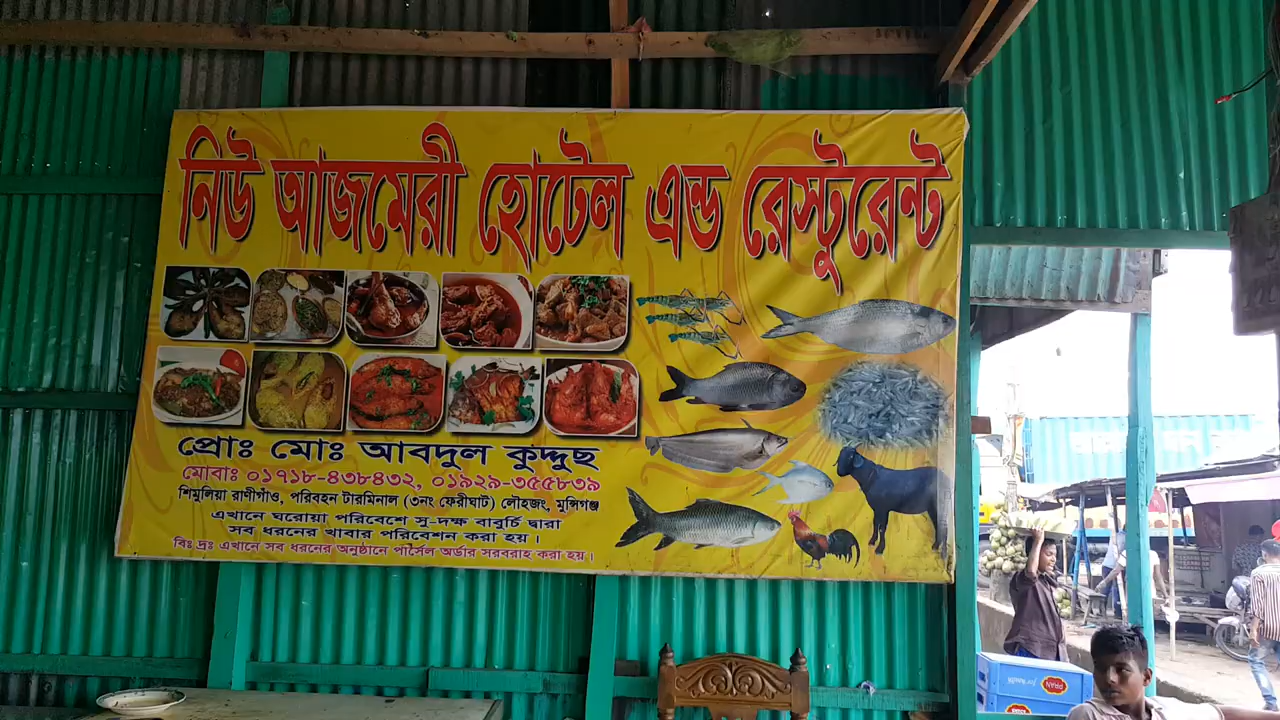 নিউ আজমেরী হোটেল এন্ড রেস্টুরেন্ট
প্রোঃ মোঃ আবদুল কুদ্দুছ
মোবাঃ ০১৭১৮-৪৩৮৪৩২, ০১৯২৯-৩৫৫৮৩৯
শিমুলিয়া রাণীগাঁও, পরিবহন টারমিনাল (৩নং ফেরীঘাট) লৌহজং, মুন্সিগঞ্জ
এখানে ঘরোয়া পরিবেশে সু-দক্ষ বাবুর্চি দ্বারা
সব ধরনের খাবার পরিবেশন করা হয়।
বিঃ দ্রঃ এখানে সব ধরনের অনুষ্ঠানে পার্সেল অর্ডার সরবরাহ করা হয়।
PRAN